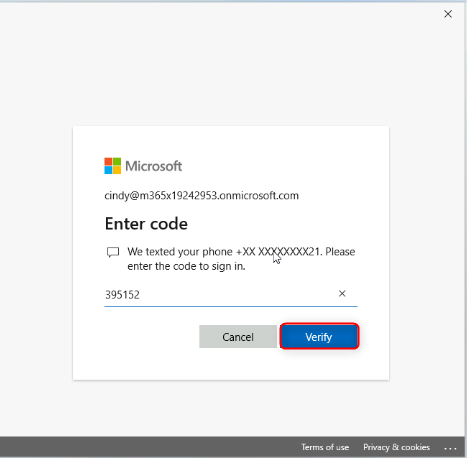 Microsoft
cindy@m365x19242953.onmicrosoft.com
Enter code
We texted your phone +XX XXXXXXXX21. Please
enter the code to sign in.
395152
Cancel
Verify
Terms of use
Privacy & cookies
...